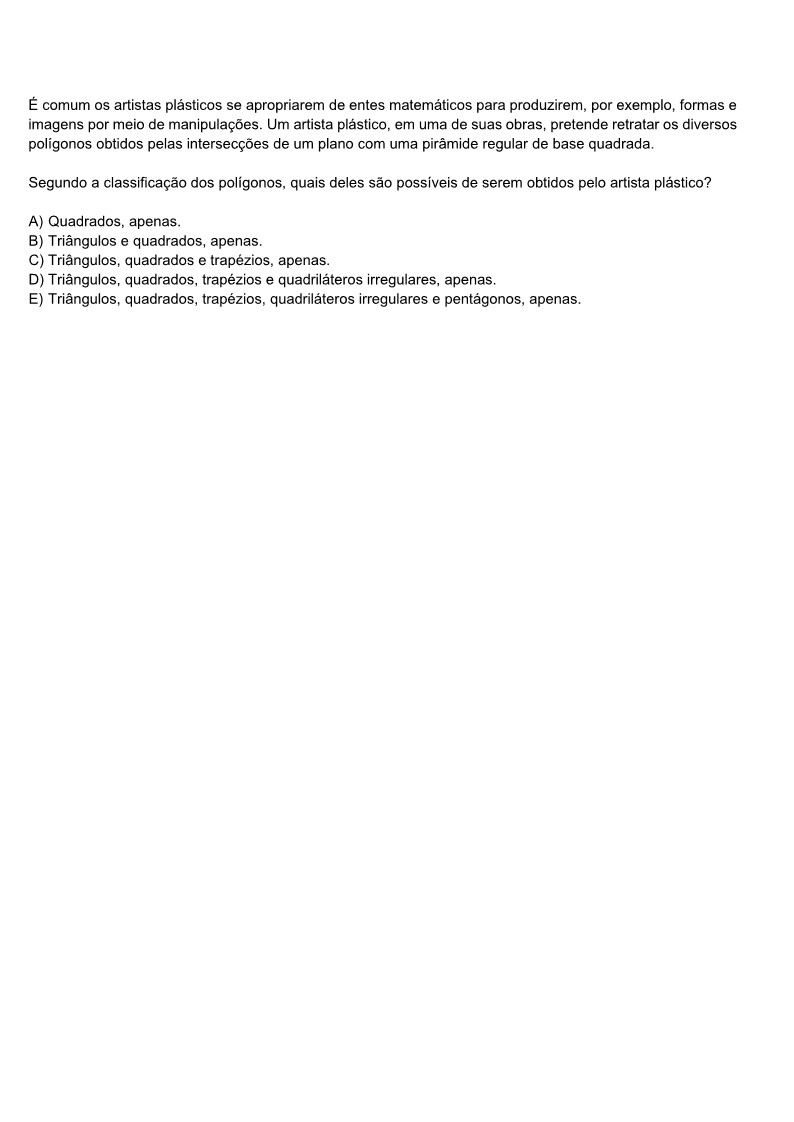 É comum os artistas plásticos se apropriarem de entes matemáticos para produzirem, por exemplo, formas e
imagens por meio de manipulações. Um artista plástico, em uma de suas obras, pretende retratar os diversos
polígonos obtidos pelas intersecções de um plano com uma pirâmide regular de base quadrada.
Segundo a classificação dos polígonos, quais deles são possíveis de serem obtidos pelo artista plástico?
A) Quadrados, apenas.
B) Triângulos e quadrados, apenas.
C) Triângulos, quadrados e trapézios, apenas.
D) Triângulos, quadrados, trapézios e quadriláteros irregulares, apenas.
E) Triângulos, quadrados, trapézios, quadriláteros irregulares e pentágonos, apenas.